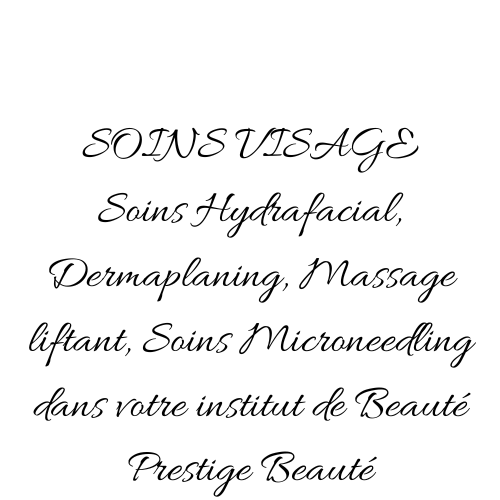 SOINS VISAGE
Soins Hydrafacial,
Dermaplaning, Massage
liftant, Soins Microneedling
dans votre institut de Beauté
Prestige Beauté